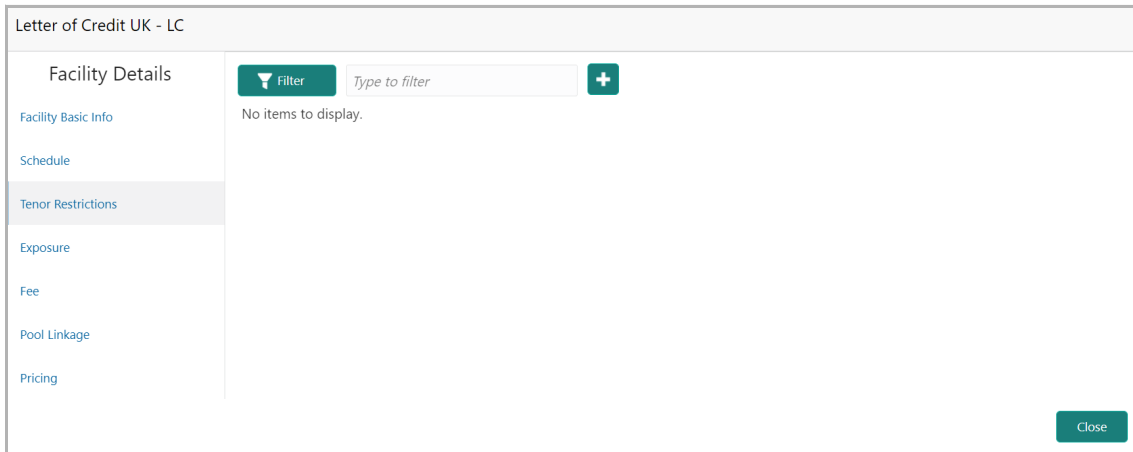 Letter of Credit UK - LC
Facility Details
Facility Basic Info
Schedule
Tenor Restrictions
Exposure
Fee
Pool Linkage
Pricing
Filter
Type to filter
No items to display.
Close